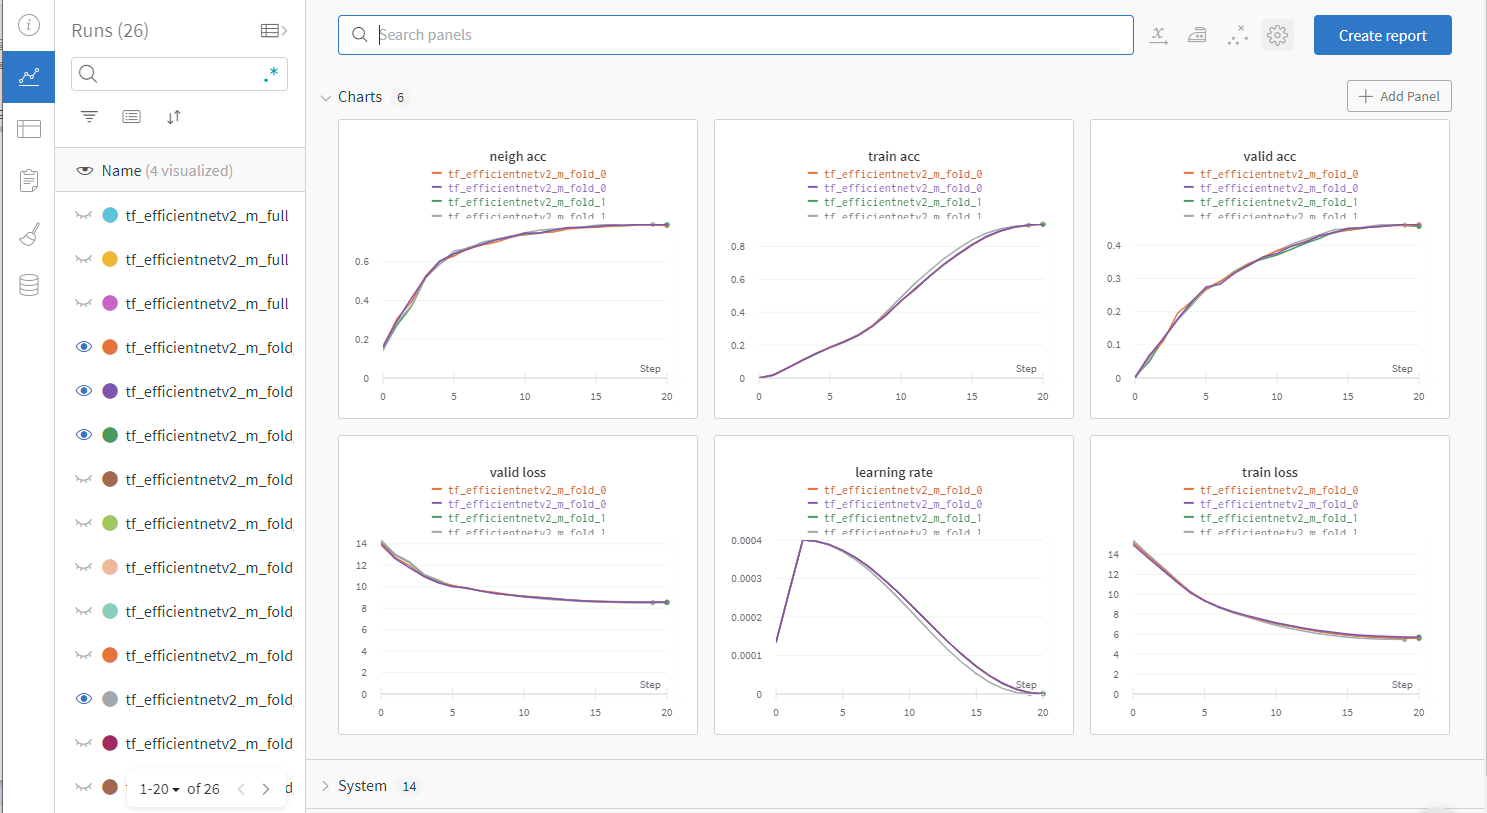 Runs (26)
.*
Name (4 visualized)
tf_efficientnetv2_m_full
tf_efficientnetv2_m_full
tf_efficientnetv2_m_full
tf_efficientnetv2_m_fold
tf_efficientnetv2_m_fold
tf_efficientnetv2_m_fold
tf_efficientnetv2_m_fold
tf_efficientnetv2_m_fold
tf_efficientnetv2_m_fold
tf_efficientnetv2_m_fold
tf_efficientnetv2_m_fold
tf_efficientnetv2_m_fold
tf_efficientnetv2_m_fold
1-20 of 26
Search panels
Create report
Charts 6
Add Panel
neigh acc
tf_efficientnetv2_m_fold_0
tf_efficientnetv2_m_fold_0
tf_efficientnetv2_m_fold_1
tf_efficientnetv2_m_fold_1
0.6
0.4
0.2
0
Step
0 5 10 15 20
train acc
tf_efficientnetv2_m_fold_0
tf_efficientnetv2_m_fold_0
tf_efficientnetv2_m_fold_1
tf_efficientnetv2_m_fold_1
0.8
0.6
0.4
0.2
0
Step
0 5 10 15 20
valid acc
tf_efficientnetv2_m_fold_0
tf_efficientnetv2_m_fold_0
tf_efficientnetv2_m_fold_1
tf_efficientnetv2_m_fold_1
0.4
0.3
0.2
0.1
0
Step
0 5 10 15 20
valid loss
tf_efficientnetv2_m_fold_0
tf_efficientnetv2_m_fold_0
tf_efficientnetv2_m_fold_1
tf_efficientnetv2_m_fold_1
14
12
10
8
6
4
2
0
Step
0 5 10 15 20
learning rate
tf_efficientnetv2_m_fold_0
tf_efficientnetv2_m_fold_0
tf_efficientnetv2_m_fold_1
tf_efficientnetv2_m_fold_1
0.0004
0.0003
0.0002
0.0001
0
Step
0 5 10 15 20
train loss
tf_efficientnetv2_m_fold_0
tf_efficientnetv2_m_fold_0
tf_efficientnetv2_m_fold_1
tf_efficientnetv2_m_fold_1
14
12
10
8
6
4
2
0
Step
0 5 10 15 20
System 14